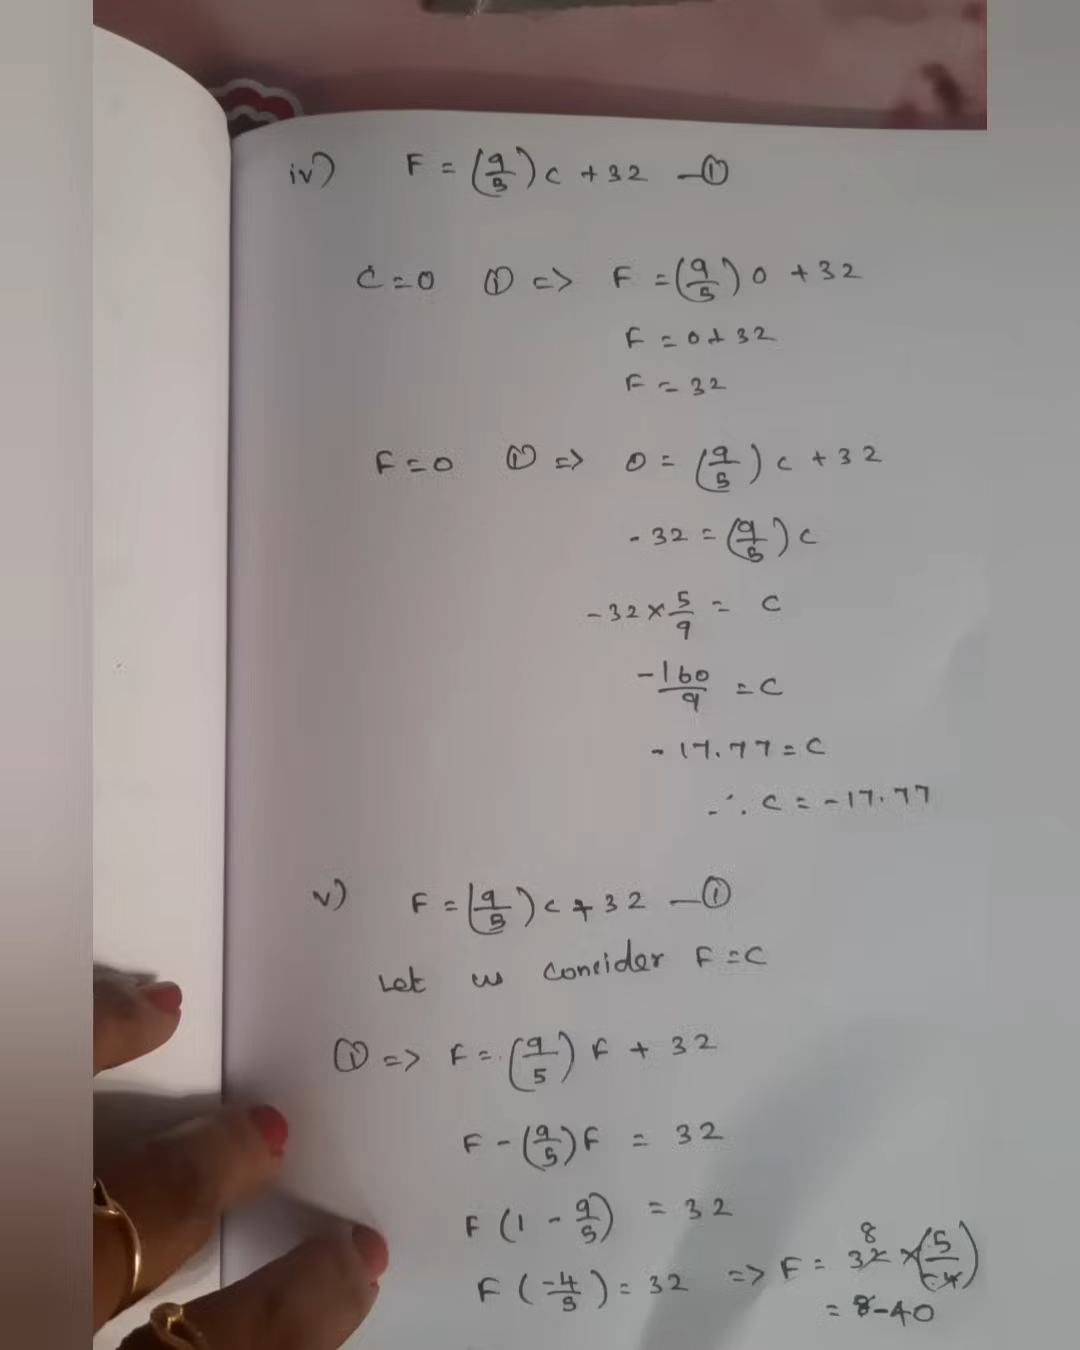 iv) F = (9/5) C + 32 — ①
C = 0 ① => F = (9/5) 0 + 32
F = 0 + 32
F = 32
F = 0 ① => 0 = (9/5) C + 32
- 32 = (9/5) C
- 32 × 5/9 = C
-160/9 = C
- 17.77 = C
∴ C = - 17.77
v) F = (9/5) C + 32 — ①
Let us concider F = C
① => F = (9/5) F + 32
F - (9/5) F = 32
F (1 - 9/5) = 32
F (-4/5) = 32 => F = 32 × (5/-4)
8
= -40